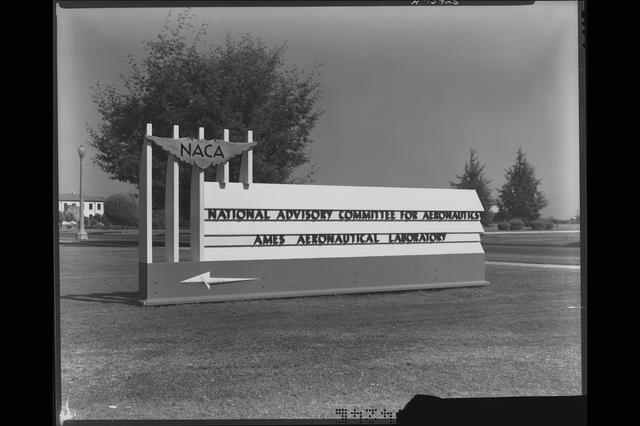 NACA
NATIONAL ADVISORY COMMITTEE FOR AERONAUTICS
AMES AERONAUTICAL LABORATORY